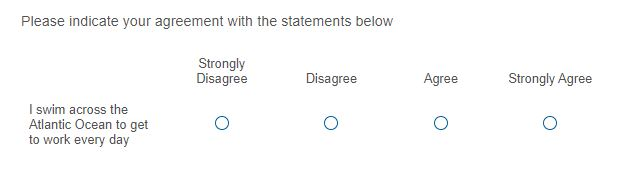 Please indicate your agreement with the statements below
Strongly
Disagree
Disagree
Agree
Strongly Agree
I swim across the
Atlantic Ocean to get
to work every day